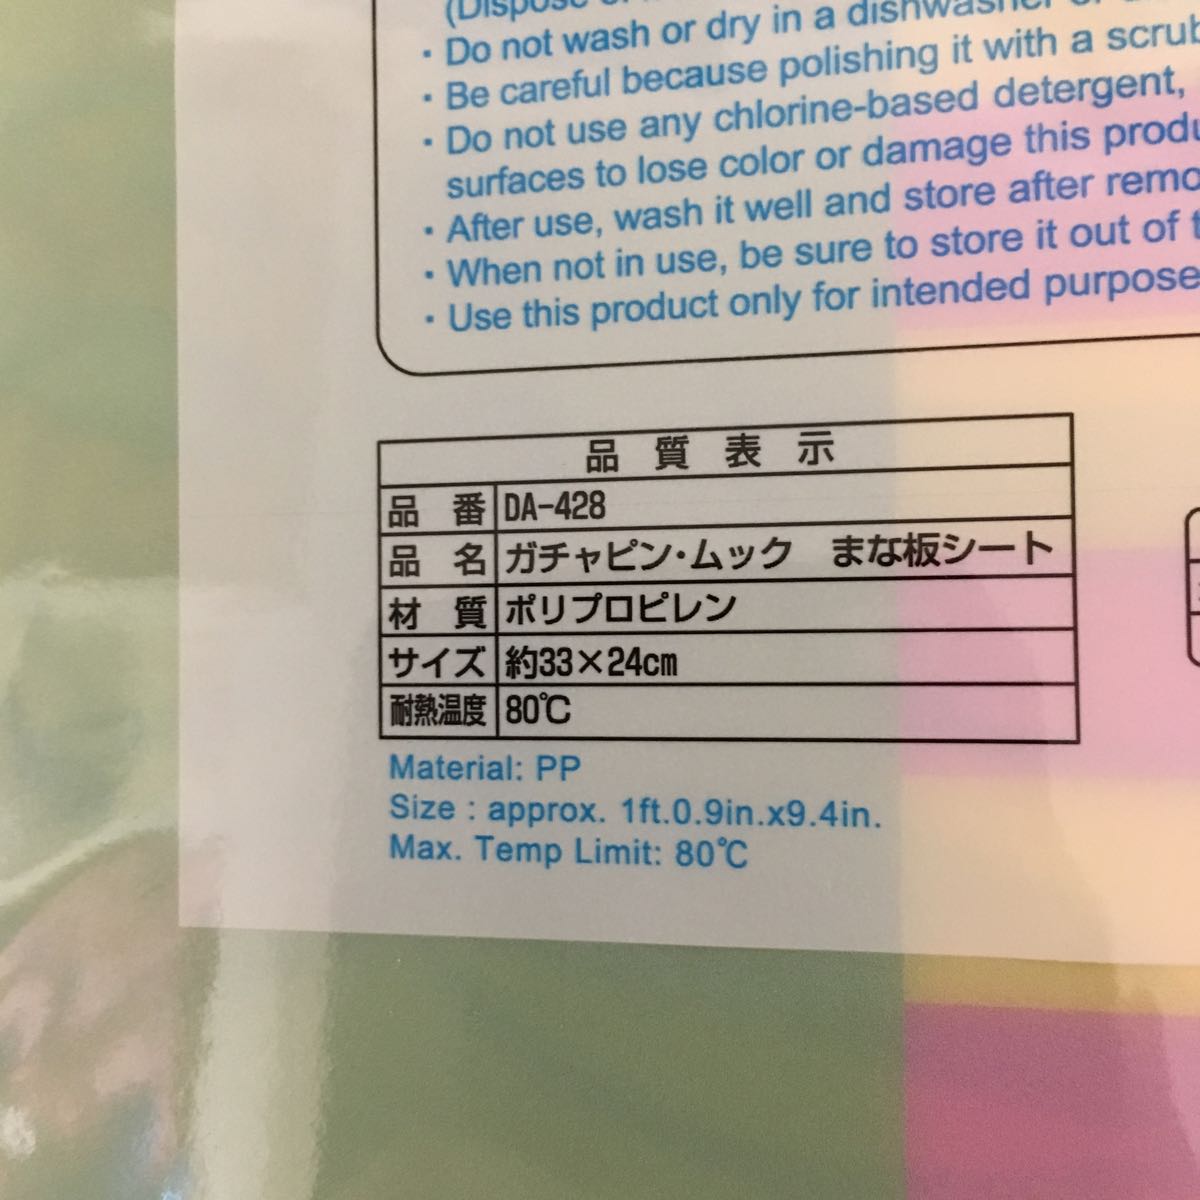 (Dispose
· Do not wash or dry in a dishwasher or
· Be careful because polishing it with a scrub
· Do not use any chlorine-based detergent,
surfaces to lose color or damage this produ
· After use, wash it well and store after remo
· When not in use, be sure to store it out of t
· Use this product only for intended purpose
品 質 表 示
品 番 DA-428
品 名 ガチャピン・ムック まな板シート
材 質 ポリプロピレン
サイズ 約33×24cm
耐熱温度 80℃
Material: PP
Size : approx. 1ft.0.9in.x9.4in.
Max. Temp Limit: 80℃